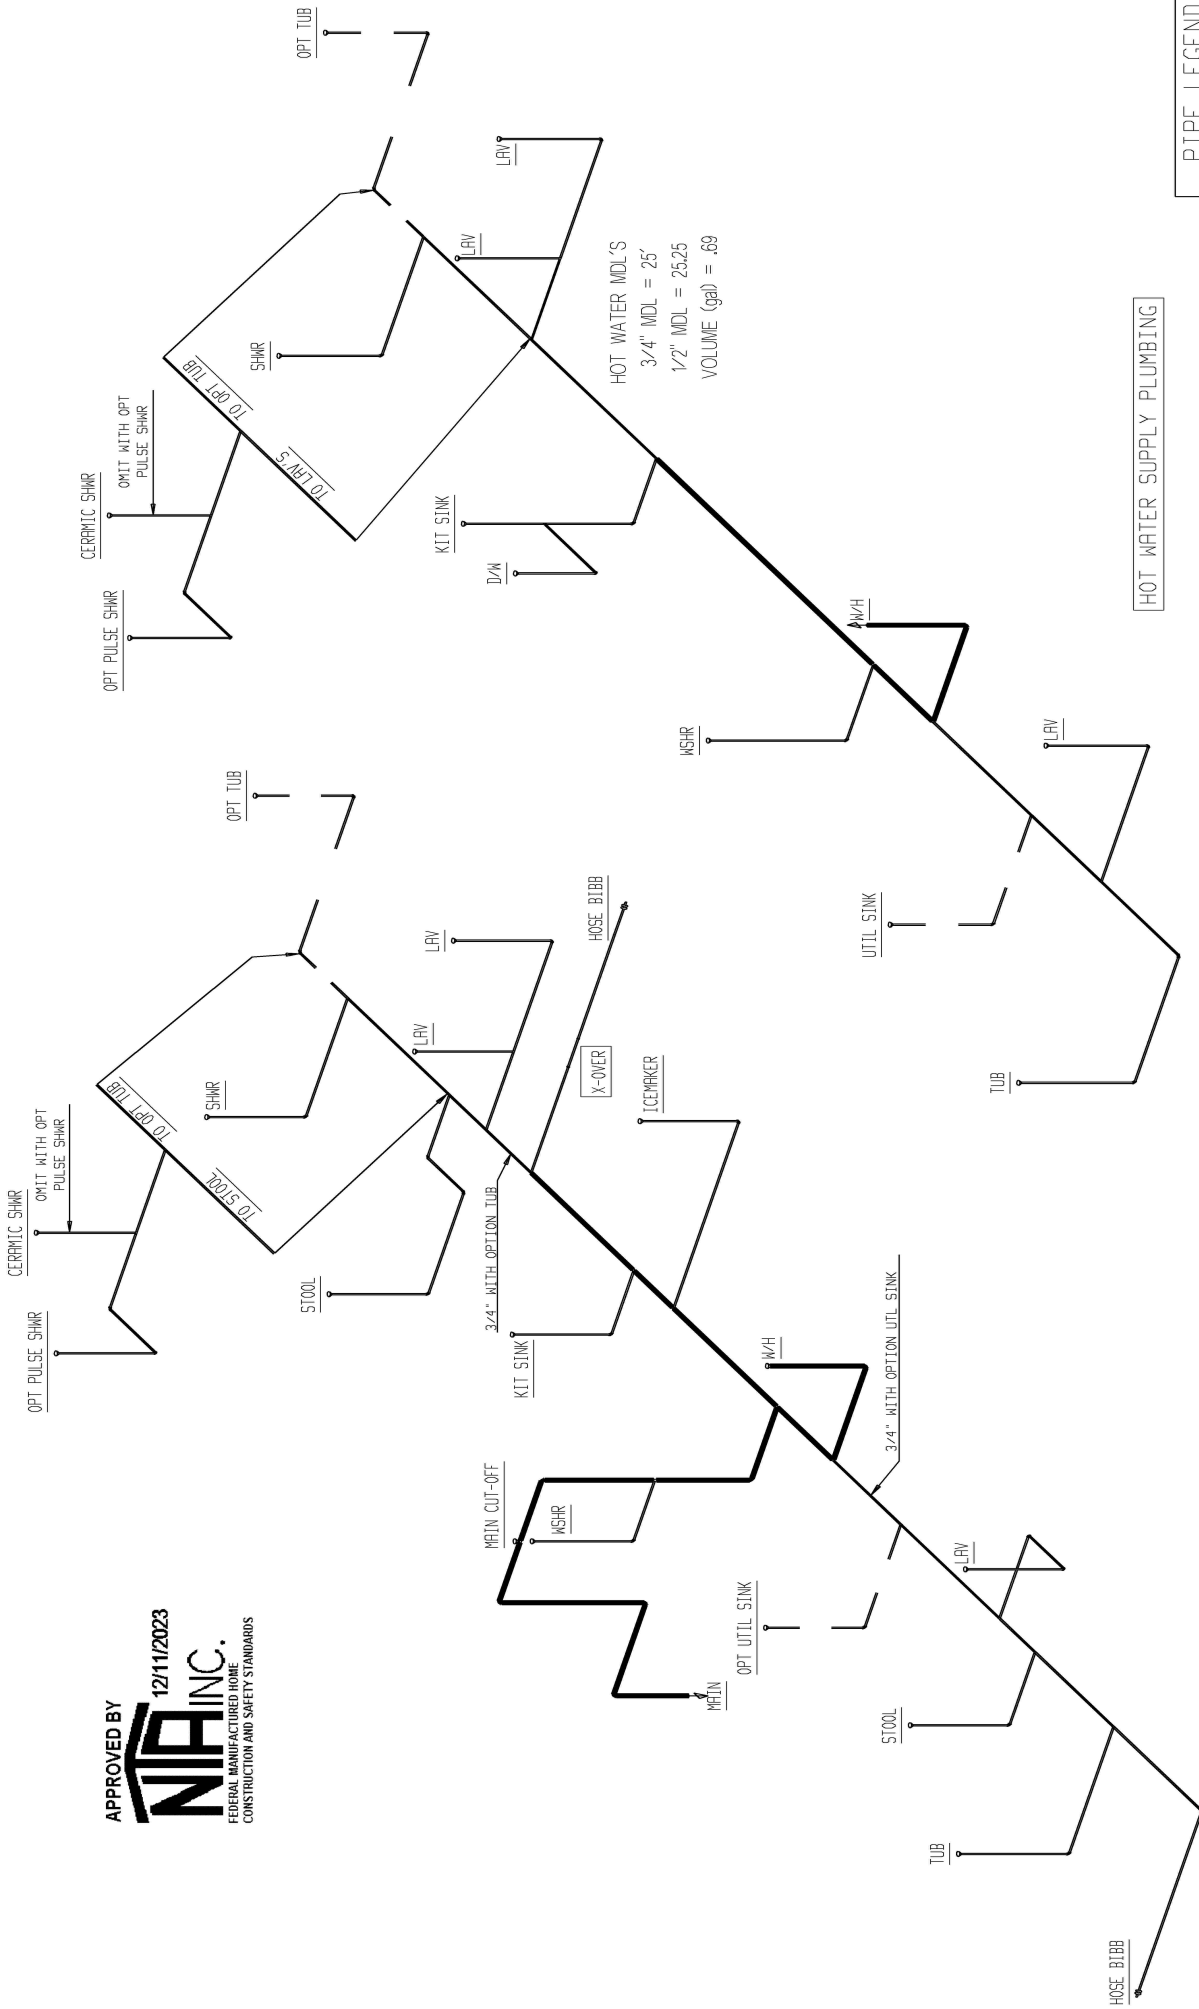 OPT TUB
CERAMIC SHWR
OMIT WITH OPT
PULSE SHWR
OPT PULSE SHWR
TO OPT TUB
TO LAV'S
SHWR
LAV
LAV
KIT SINK
D/W
HOT WATER MDL'S
3/4" MDL = 25'
1/2" MDL = 25.25
VOLUME (gal) = .69
W/H
WSHR
LAV
UTIL SINK
TUB
HOT WATER SUPPLY PLUMBING
PIPE LEGEND
OPT TUB
CERAMIC SHWR
OMIT WITH OPT
PULSE SHWR
OPT PULSE SHWR
TO OPT TUB
TO STOOL
SHWR
LAV
LAV
HOSE BIBB
X-OVER
STOOL
3/4" WITH OPTION TUB
ICEMAKER
KIT SINK
W/H
MAIN CUT-OFF
WSHR
3/4" WITH OPTION UTL SINK
MAIN
OPT UTIL SINK
LAV
STOOL
TUB
HOSE BIBB
APPROVED BY
12/11/2023
NTA INC.
FEDERAL MANUFACTURED HOME
CONSTRUCTION AND SAFETY STANDARDS